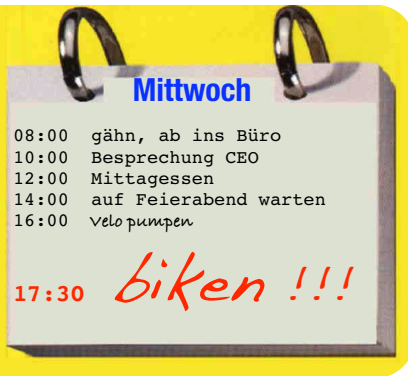 Mittwoch
08:00 gähn, ab ins Büro
10:00 Besprechung CEO
12:00 Mittagessen
14:00 auf Feierabend warten
16:00 Velo pumpen
17:30 biken !!!